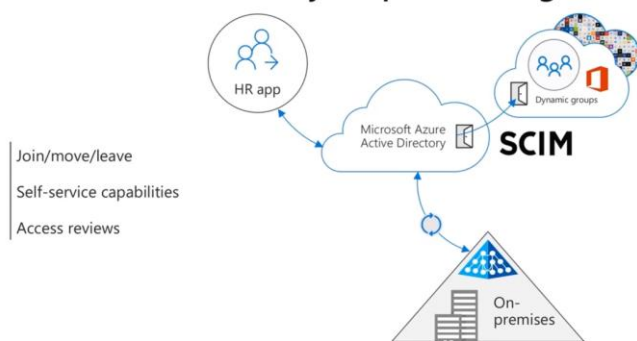 HR app
Dynamic groups
Microsoft Azure
Active Directory
SCIM
Join/move/leave
Self-service capabilities
Access reviews
On-
premises